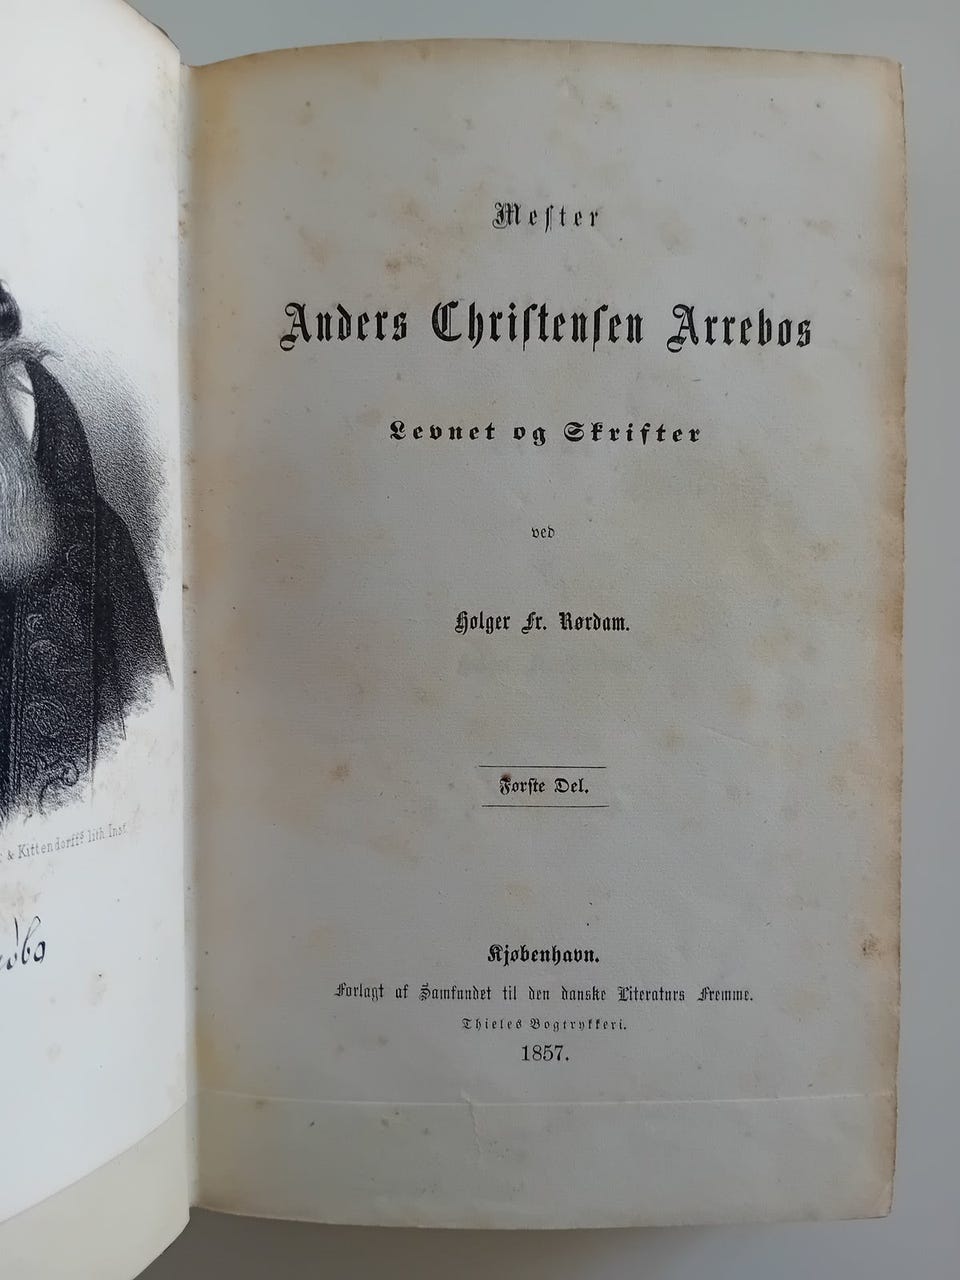 & Kittendorffs lith. Inst.
Mester
Anders Christensen Arrebos
Levnet og Skrifter
ved
Holger Fr. Rørdam.
Første Del.
Kjøbenhavn.
Forlagt af Samfundet til den danske Literaturs Fremme.
Thieles Bogtrykkeri.
1857.